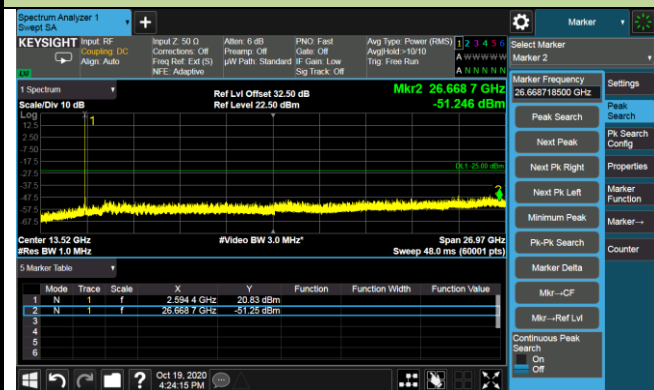 Spectrum Analyzer 1
Swept SA
+
Marker
KEYSIGHT
Input: RF
Coupling: DC
Align: Auto
Input Z: 50 Ω
Corrections: Off
Freq Ref: Ext (S)
NFE: Adaptive
Atten: 6 dB
Preamp: Off
µW Path: Standard
PNO: Fast
Gate: Off
IF Gain: Low
Sig Track: Off
Avg Type: Power (RMS)
Avg|Hold:>10/10
Trig: Free Run
1 2 3 4 5 6
A W W W W W
A N N N N N
Select Marker
Marker 2
1 Spectrum
Scale/Div 10 dB
Ref Lvl Offset 32.50 dB
Ref Level 22.50 dBm
Mkr2 26.668 7 GHz
-51.246 dBm
Log
12.5
2.50
-7.50
-17.5
-27.5
-37.5
-47.5
-57.5
-67.5
1
DL1 -25.00 dBm
2
Center 13.52 GHz
#Res BW 1.0 MHz
#Video BW 3.0 MHz*
Span 26.97 GHz
Sweep 48.0 ms (60001 pts)
5 Marker Table
Mode Trace Scale X Y Function Function Width Function Value
1 N 1 f 2.594 4 GHz 20.83 dBm
2 N 1 f 26.668 7 GHz -51.25 dBm
3
4
5
6
Marker Frequency
26.668718500 GHz
Peak Search
Next Peak
Next Pk Right
Next Pk Left
Minimum Peak
Pk-Pk Search
Marker Delta
Mkr→CF
Mkr→Ref Lvl
Continuous Peak
Search
On
Off
Settings
Peak
Search
Pk Search
Config
Properties
Marker
Function
Marker→
Counter
?
Oct 19, 2020
4:24:15 PM